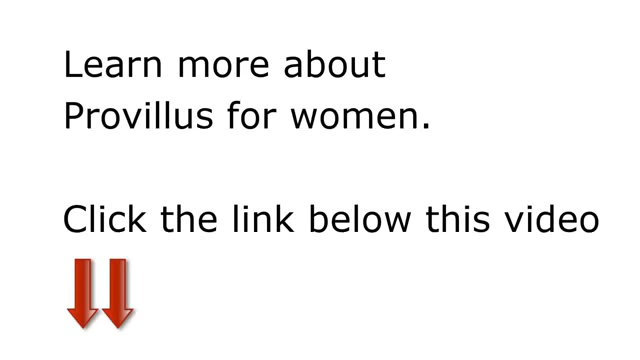 Learn more about
Provillus for women.
Click the link below this video